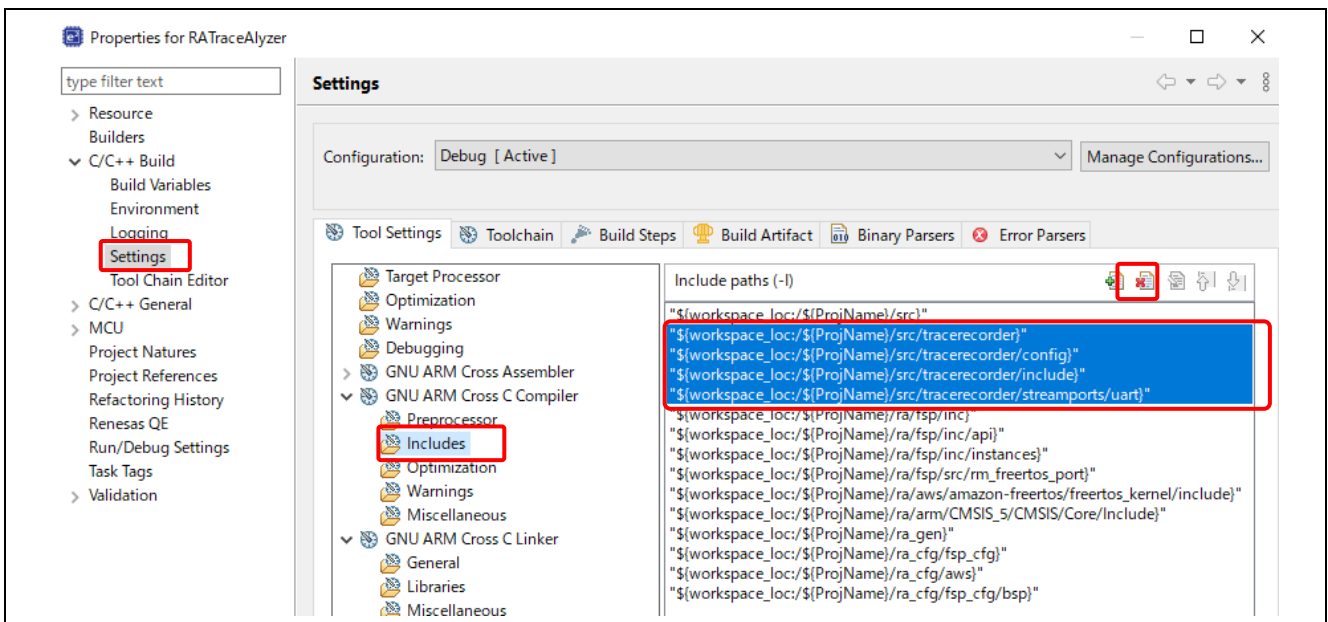 Properties for RATraceAlyzer
type filter text
Resource
Builders
C/C++ Build
Build Variables
Environment
Logging
Settings
Tool Chain Editor
C/C++ General
MCU
Project Natures
Project References
Refactoring History
Renesas QE
Run/Debug Settings
Task Tags
Validation
Settings
Configuration: Debug [ Active ]
Manage Configurations...
Tool Settings Toolchain Build Steps Build Artifact Binary Parsers Error Parsers
Target Processor
Optimization
Warnings
Debugging
GNU ARM Cross Assembler
GNU ARM Cross C Compiler
Preprocessor
Includes
Optimization
Warnings
Miscellaneous
GNU ARM Cross C Linker
General
Libraries
Miscellaneous
Include paths (-I)
"${workspace_loc:/${ProjName}/src}"
"${workspace_loc:/${ProjName}/src/tracerecorder}"
"${workspace_loc:/${ProjName}/src/tracerecorder/config}"
"${workspace_loc:/${ProjName}/src/tracerecorder/include}"
"${workspace_loc:/${ProjName}/src/tracerecorder/streamports/uart}"
"${workspace_loc:/${ProjName}/ra/fsp/inc}"
"${workspace_loc:/${ProjName}/ra/fsp/inc/api}"
"${workspace_loc:/${ProjName}/ra/fsp/inc/instances}"
"${workspace_loc:/${ProjName}/ra/fsp/src/rm_freertos_port}"
"${workspace_loc:/${ProjName}/ra/aws/amazon-freertos/freertos_kernel/include}"
"${workspace_loc:/${ProjName}/ra/arm/CMSIS_5/CMSIS/Core/Include}"
"${workspace_loc:/${ProjName}/ra_gen}"
"${workspace_loc:/${ProjName}/ra_cfg/fsp_cfg}"
"${workspace_loc:/${ProjName}/ra_cfg/aws}"
"${workspace_loc:/${ProjName}/ra_cfg/fsp_cfg/bsp}"